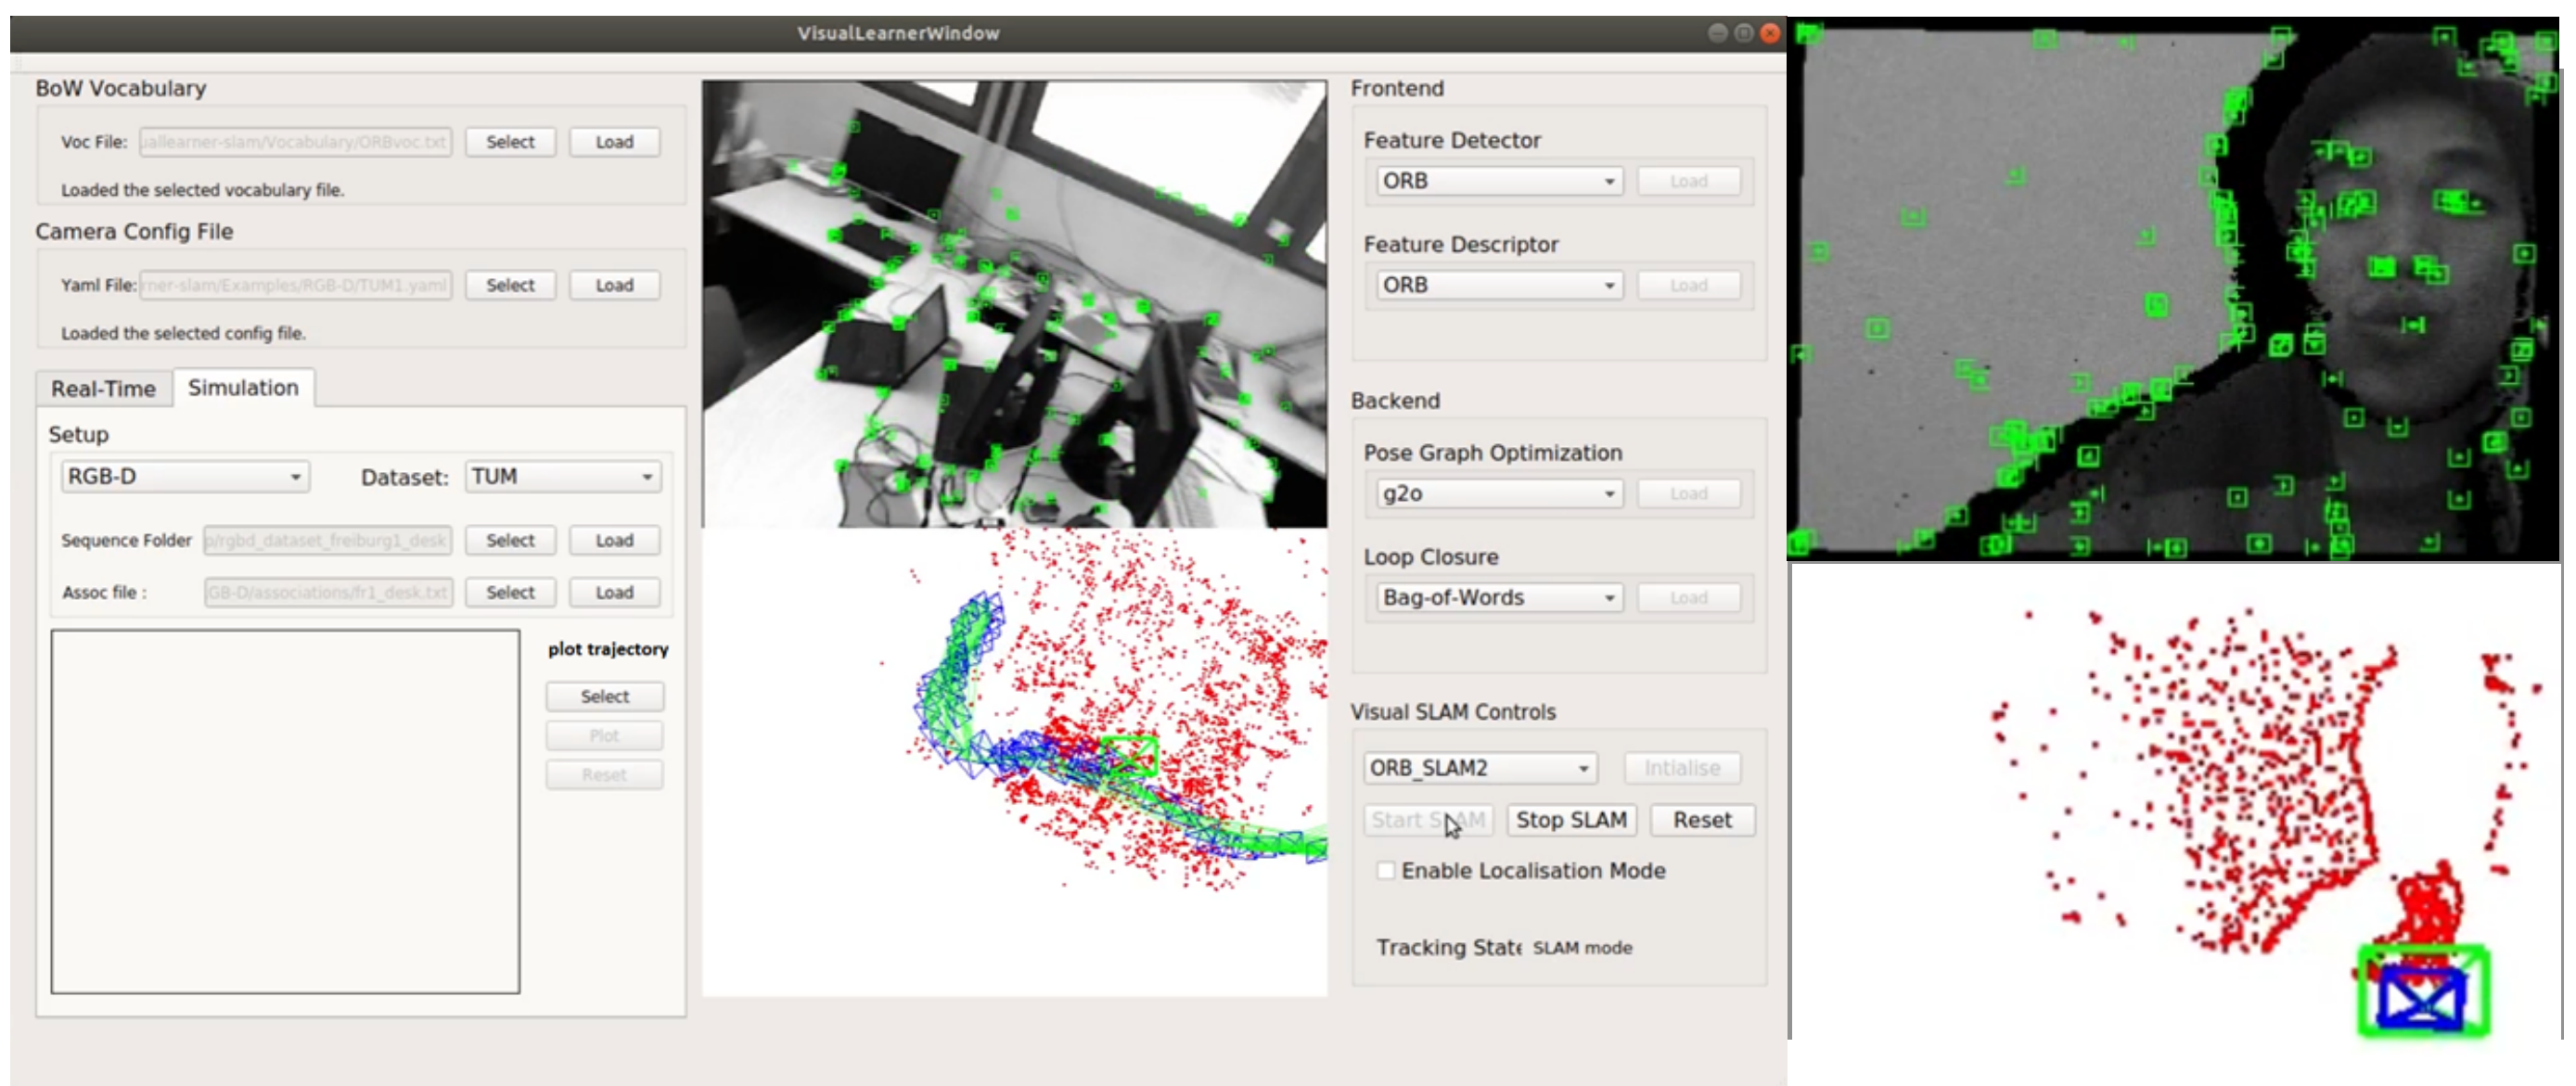 VisualLearnerWindow
BoW Vocabulary
Voc File: uallearner-slam/Vocabulary/ORBvoc.txt Select Load
Loaded the selected vocabulary file.
Camera Config File
Yaml File: rner-slam/Examples/RGB-D/TUM1.yaml Select Load
Loaded the selected config file.
Real-Time Simulation
Setup
RGB-D Dataset: TUM
Sequence Folder p/rgbd_dataset_freiburg1_desk Select Load
Assoc file : GB-D/associations/fr1_desk.txt Select Load
plot trajectory
Select
Plot
Reset
Frontend
Feature Detector
ORB Load
Feature Descriptor
ORB Load
Backend
Pose Graph Optimization
g2o Load
Loop Closure
Bag-of-Words Load
Visual SLAM Controls
ORB_SLAM2 Intialise
Start SLAM Stop SLAM Reset
Enable Localisation Mode
Tracking State SLAM mode